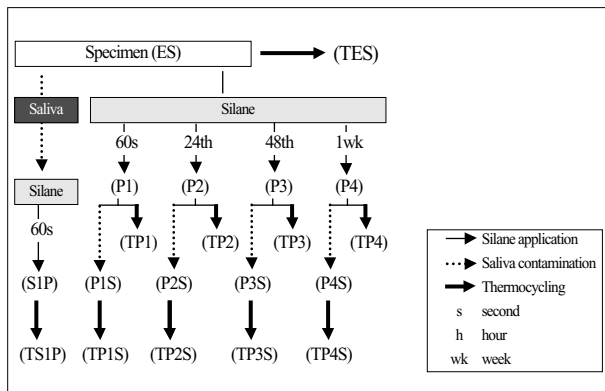 Specimen (ES) (TES)
Saliva Silane
60s 24th 48th 1wk
Silane (P1) (P2) (P3) (P4)
60s (TP1) (TP2) (TP3) (TP4)
(S1P) (P1S) (P2S) (P3S) (P4S)
(TS1P) (TP1S) (TP2S) (TP3S) (TP4S)
Silane application
Saliva contamination
Thermocycling
s second
h hour
wk week